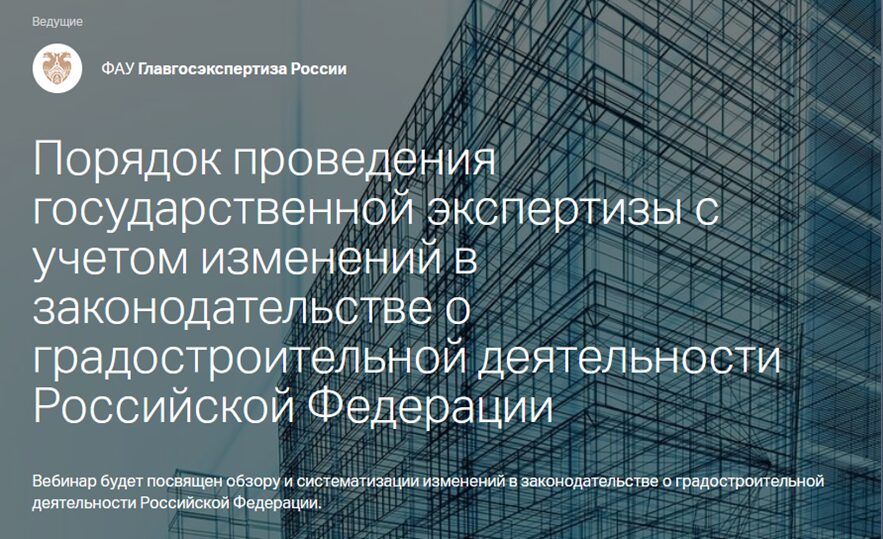 Ведущие
ФАУ Главгосэкспертиза России
Порядок проведения
государственной экспертизы с
учетом изменений в
законодательстве о
градостроительной деятельности
Российской Федерации
Вебинар будет посвящен обзору и систематизации изменений в законодательстве о градостроительной
деятельности Российской Федерации.